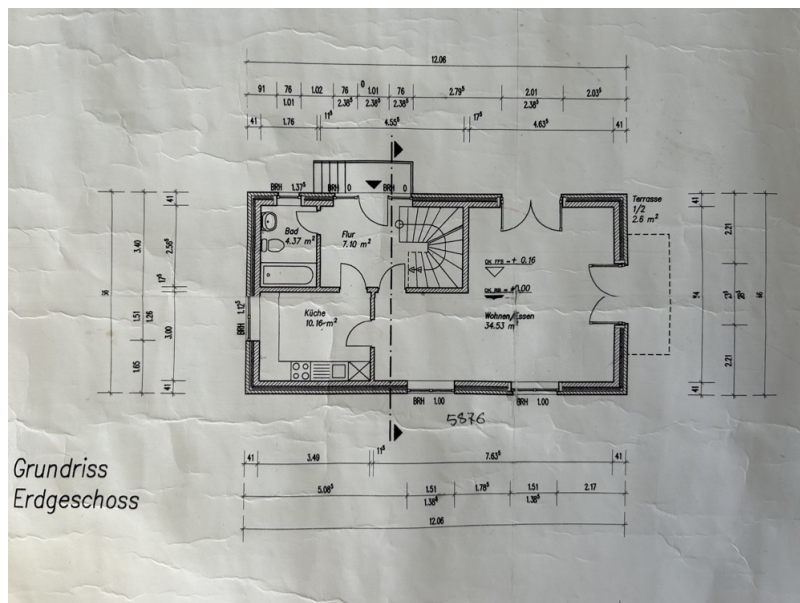 12.06
91 76 1.02 76 0 1.01 76 2.79⁵ 2.01 2.03⁵
1.01 2.38⁵ 2.38⁵ 2.38⁵ 2.38⁵
41 1.76 11⁵ 4.55⁵ 17⁵ 4.63⁵ 41
BRH 1.37⁵ BRH 0 BRH 0
Terrasse
1/2
2.6 m²
Bad
4.37 m²
Flur
7.10 m²
OK FFB = + 0.16
OK RFB = ±0.00
Küche
10.16 m²
Wohnen/Essen
34.53 m²
BRH 1.12⁵
41 2.58⁵ 17⁵ 3.00 41
3.40 1.51 1.26 1.65
41 41
2.21 2.21
BRH 1.00 BRH 1.00
5876
Grundriss
Erdgeschoss
41 3.49 11⁵ 7.63⁵ 41
5.08⁵ 1.51 1.78⁵ 1.51 2.17
1.38⁵ 1.38⁵
12.06